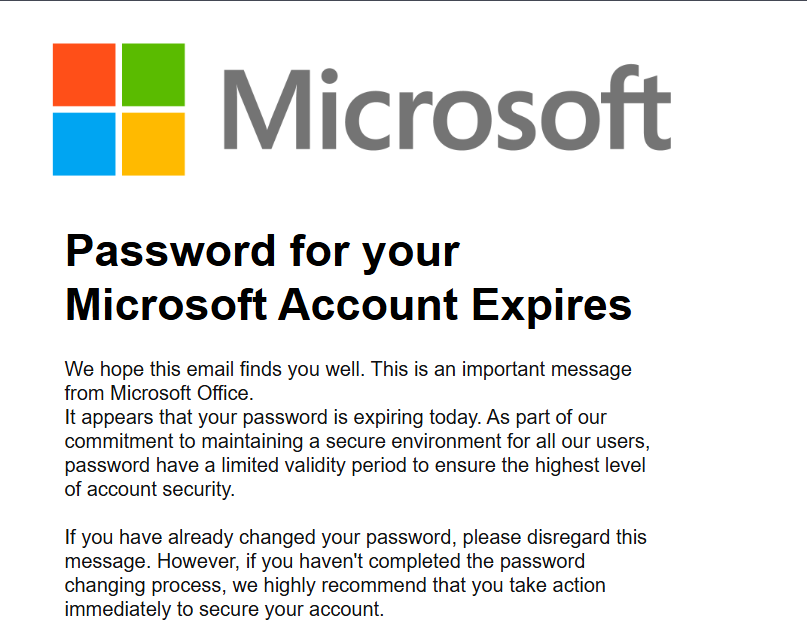 Microsoft
Password for your
Microsoft Account Expires
We hope this email finds you well. This is an important message
from Microsoft Office.
It appears that your password is expiring today. As part of our
commitment to maintaining a secure environment for all our users,
password have a limited validity period to ensure the highest level
of account security.
If you have already changed your password, please disregard this
message. However, if you haven't completed the password
changing process, we highly recommend that you take action
immediately to secure your account.